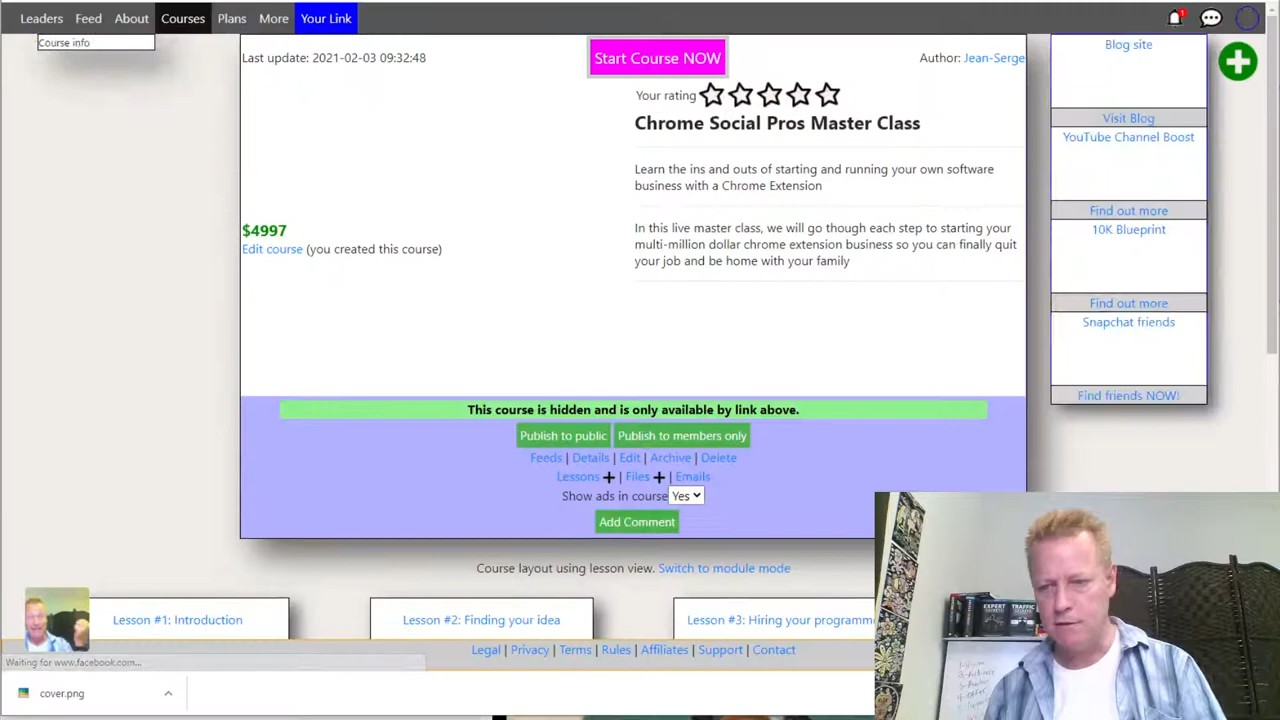 Leaders Feed About Courses Plans More Your Link
1
Course info
Last update: 2021-02-03 09:32:48
Start Course NOW
Author: Jean-Serge
Your rating
Chrome Social Pros Master Class
Learn the ins and outs of starting and running your own software
business with a Chrome Extension
$4997
Edit course (you created this course)
In this live master class, we will go though each step to starting your
multi-million dollar chrome extension business so you can finally quit
your job and be home with your family
Blog site
Visit Blog
YouTube Channel Boost
Find out more
10K Blueprint
Find out more
Snapchat friends
Find friends NOW!
This course is hidden and is only available by link above.
Publish to public Publish to members only
Feeds | Details | Edit | Archive | Delete
Lessons | Files | Emails
Show ads in course Yes
Add Comment
Course layout using lesson view. Switch to module mode
Lesson #1: Introduction
Lesson #2: Finding your idea
Lesson #3: Hiring your programme
Legal | Privacy | Terms | Rules | Affiliates | Support | Contact
Waiting for www.facebook.com...
cover.png
EXPERT
SECRETS
TRAFFIC
SECRETS